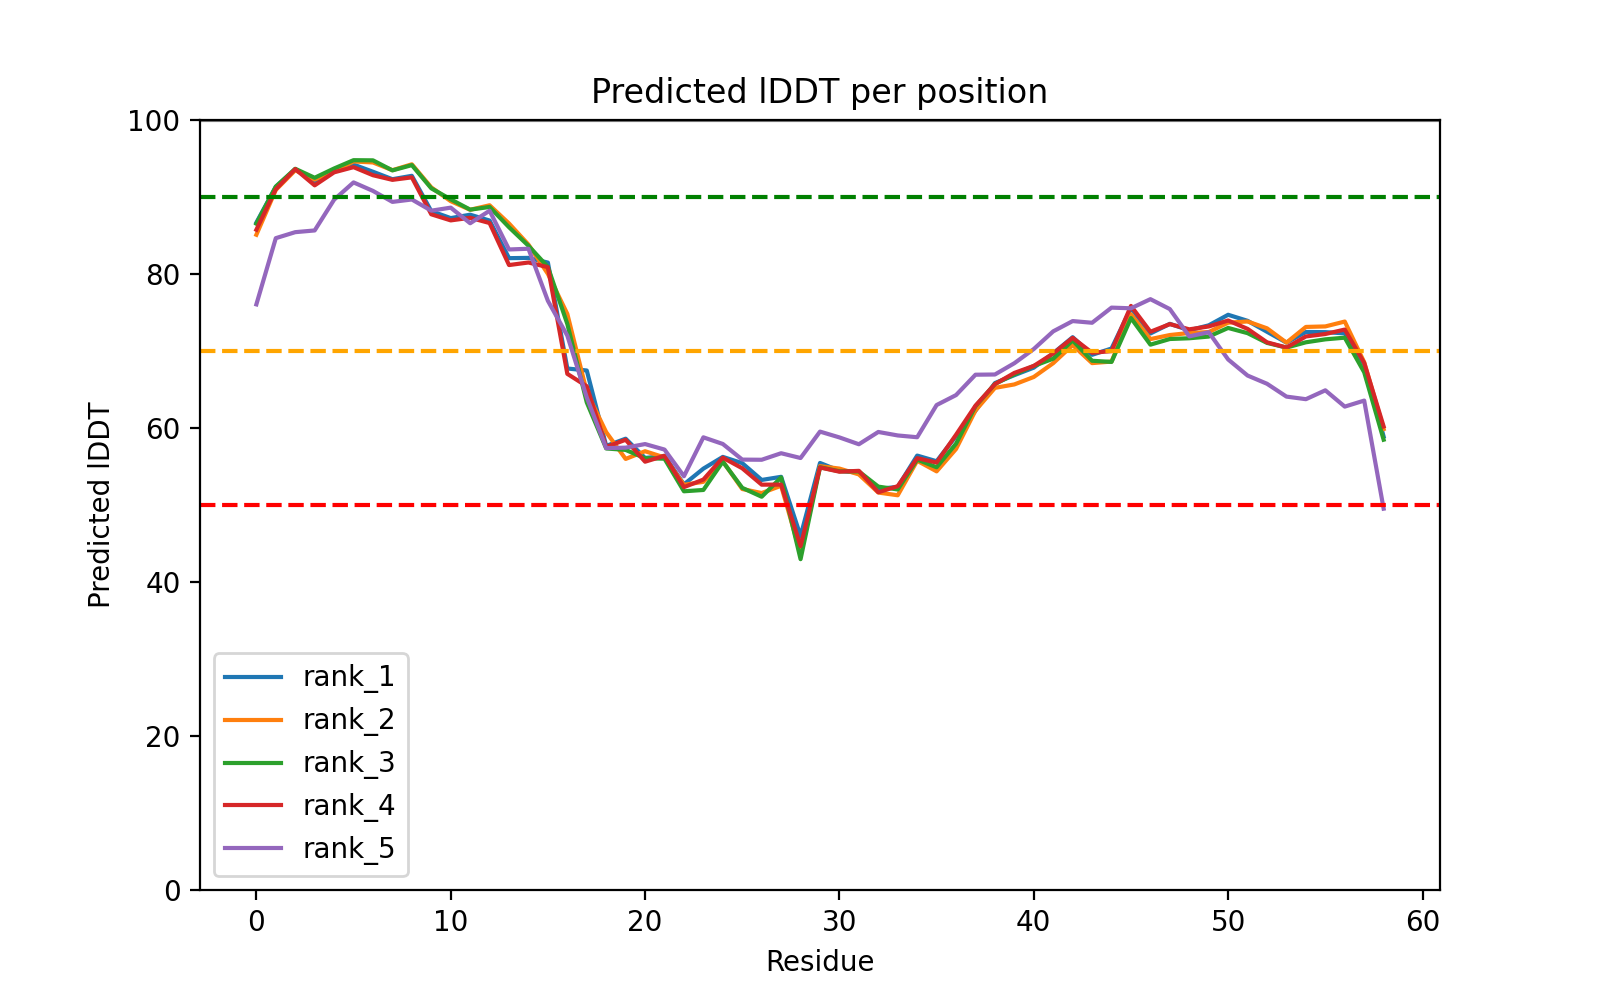 Predicted lDDT per position
100
80
60
40
20
0
Predicted lDDT
rank_1
rank_2
rank_3
rank_4
rank_5
0 10 20 30 40 50 60
Residue